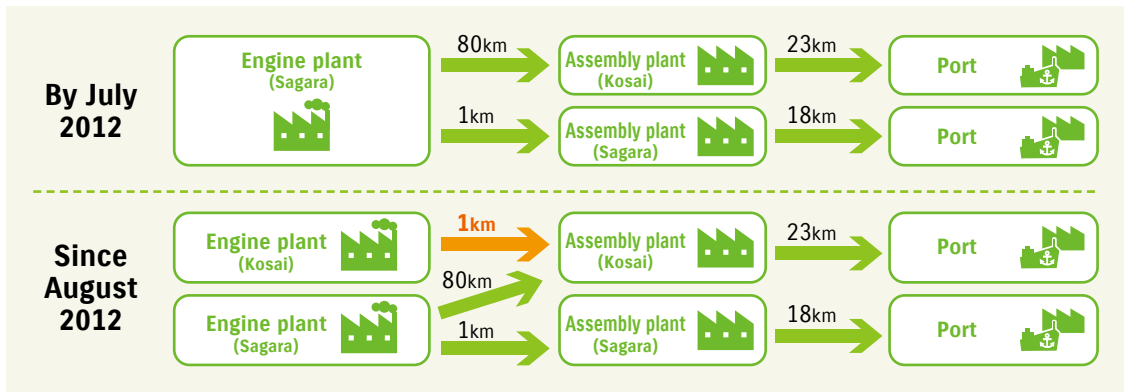 By July
2012
Engine plant
(Sagara)
80km
Assembly plant
(Kosai)
23km
Port
1km
Assembly plant
(Sagara)
18km
Port
Since
August
2012
Engine plant
(Kosai)
1km
Assembly plant
(Kosai)
23km
Port
80km
Engine plant
(Sagara)
1km
Assembly plant
(Sagara)
18km
Port